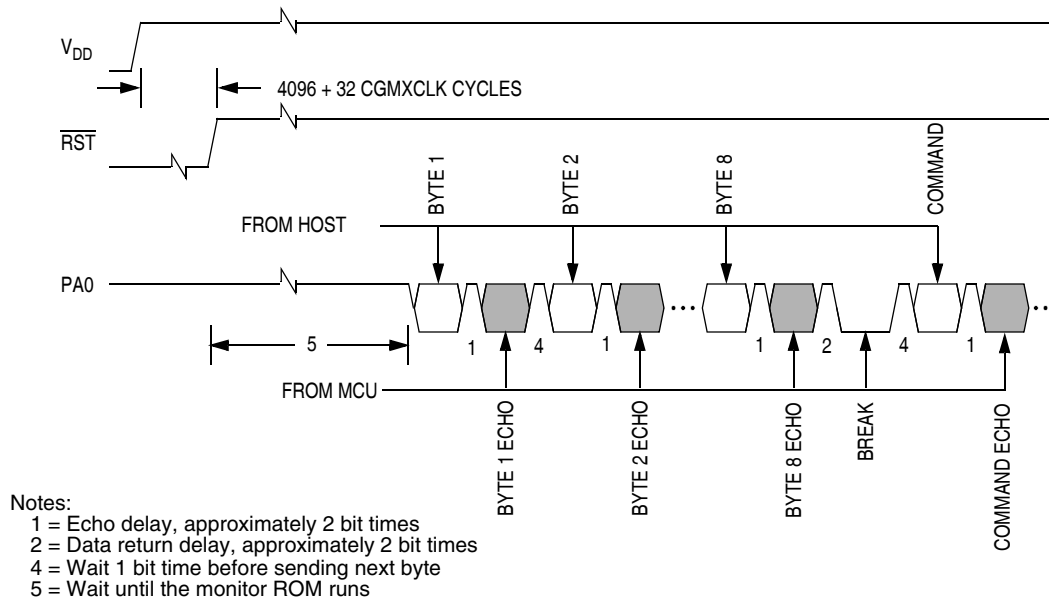 VDD
4096 + 32 CGMXCLK CYCLES
RST
BYTE 1
BYTE 2
BYTE 8
COMMAND
FROM HOST
PA0
1
4
1
1
2
4
1
5
FROM MCU
BYTE 1 ECHO
BYTE 2 ECHO
BYTE 8 ECHO
BREAK
COMMAND ECHO
Notes:
1 = Echo delay, approximately 2 bit times
2 = Data return delay, approximately 2 bit times
4 = Wait 1 bit time before sending next byte
5 = Wait until the monitor ROM runs